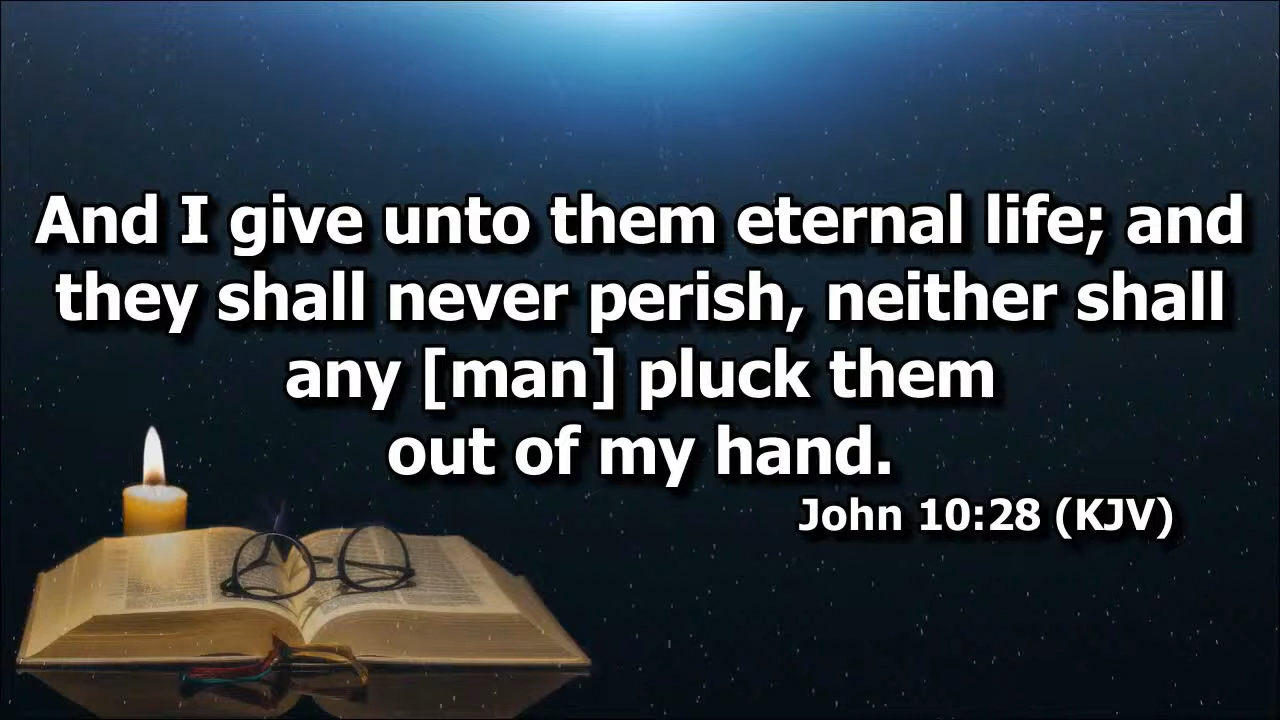 And I give unto them eternal life; and
they shall never perish, neither shall
any [man] pluck them
out of my hand.
John 10:28 (KJV)